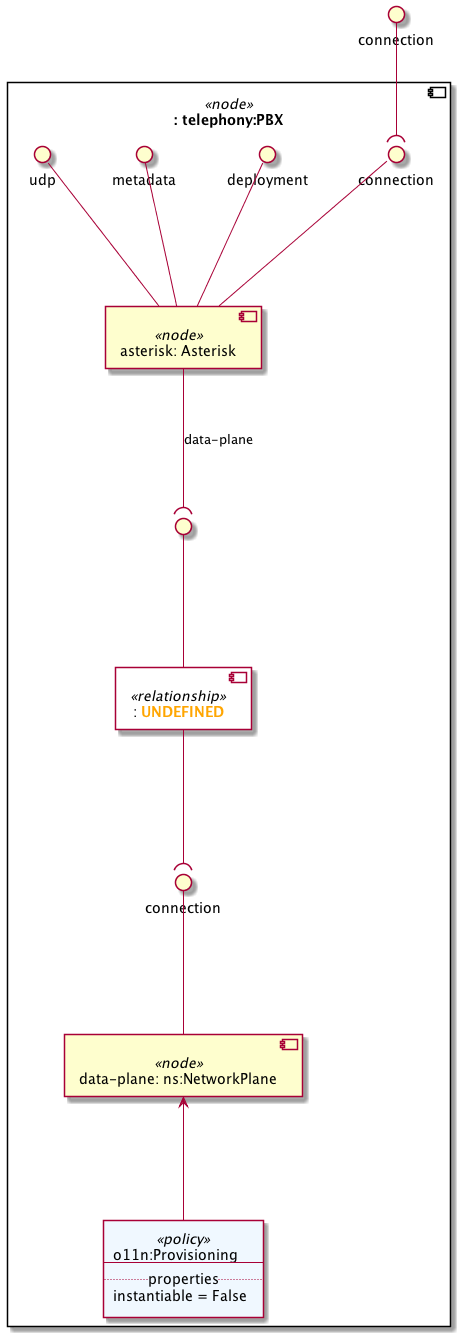 connection
«node»
: telephony:PBX
udp
metadata
deployment
connection
«node»
asterisk: Asterisk
data-plane
«relationship»
: UNDEFINED
connection
«node»
data-plane: ns:NetworkPlane
«policy»
o11n:Provisioning
properties
instantiable = False